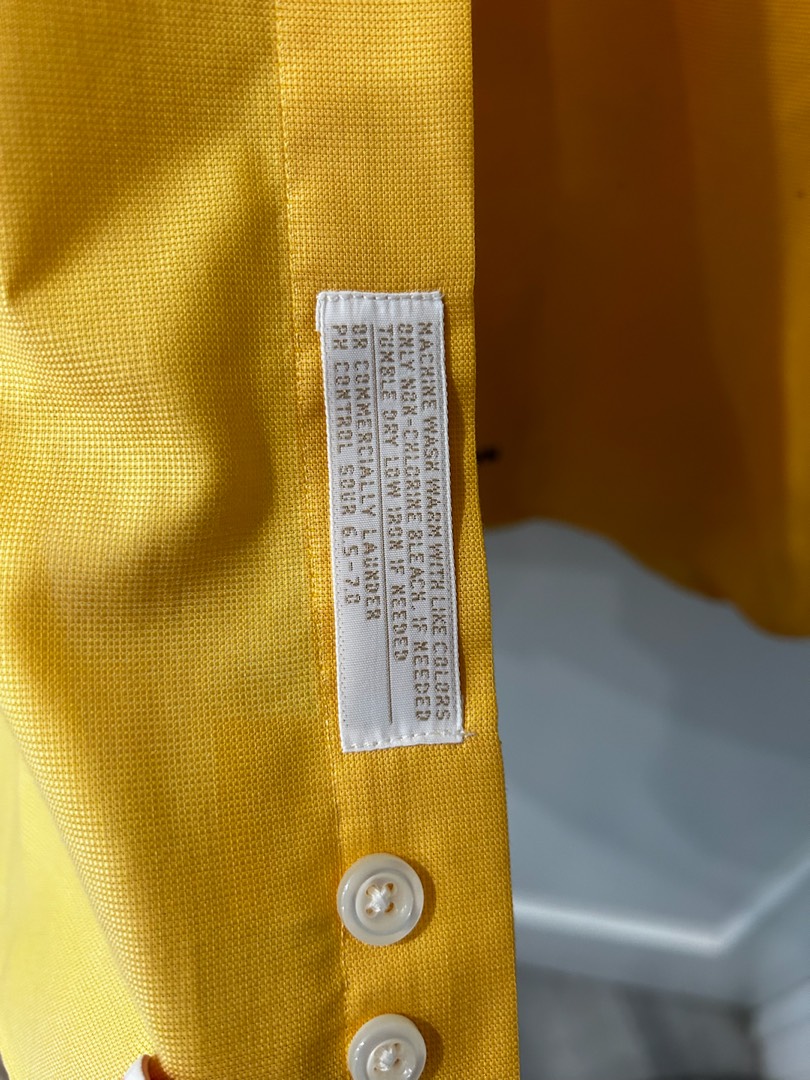 MACHINE WASH WARM WITH LIKE COLORS
ONLY NON-CHLORINE BLEACH, IF NEEDED
TUMBLE DRY LOW IRON IF NEEDED
OR COMMERCIALLY LAUNDER
PH CONTROL SOUR 6.5-7.0